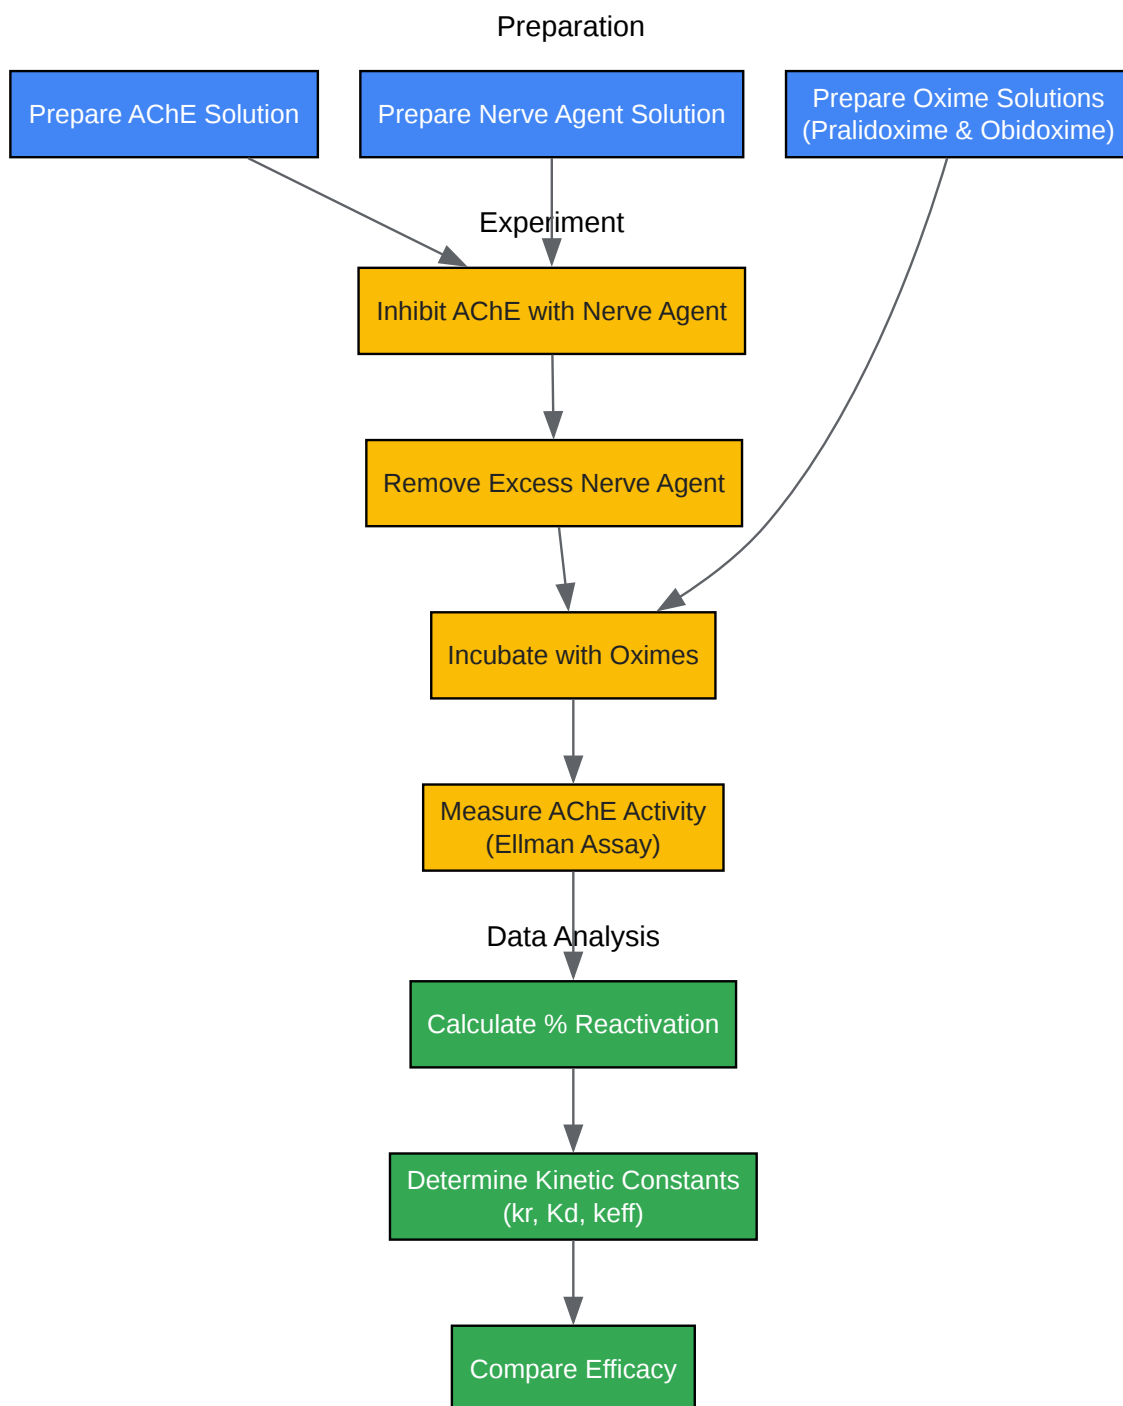 Preparation
Prepare AChE Solution
Prepare Nerve Agent Solution
Prepare Oxime Solutions
(Pralidoxime & Obidoxime)
Experiment
Inhibit AChE with Nerve Agent
Remove Excess Nerve Agent
Incubate with Oximes
Measure AChE Activity
(Ellman Assay)
Data Analysis
Calculate % Reactivation
Determine Kinetic Constants
(kr, Kd, keff)
Compare Efficacy